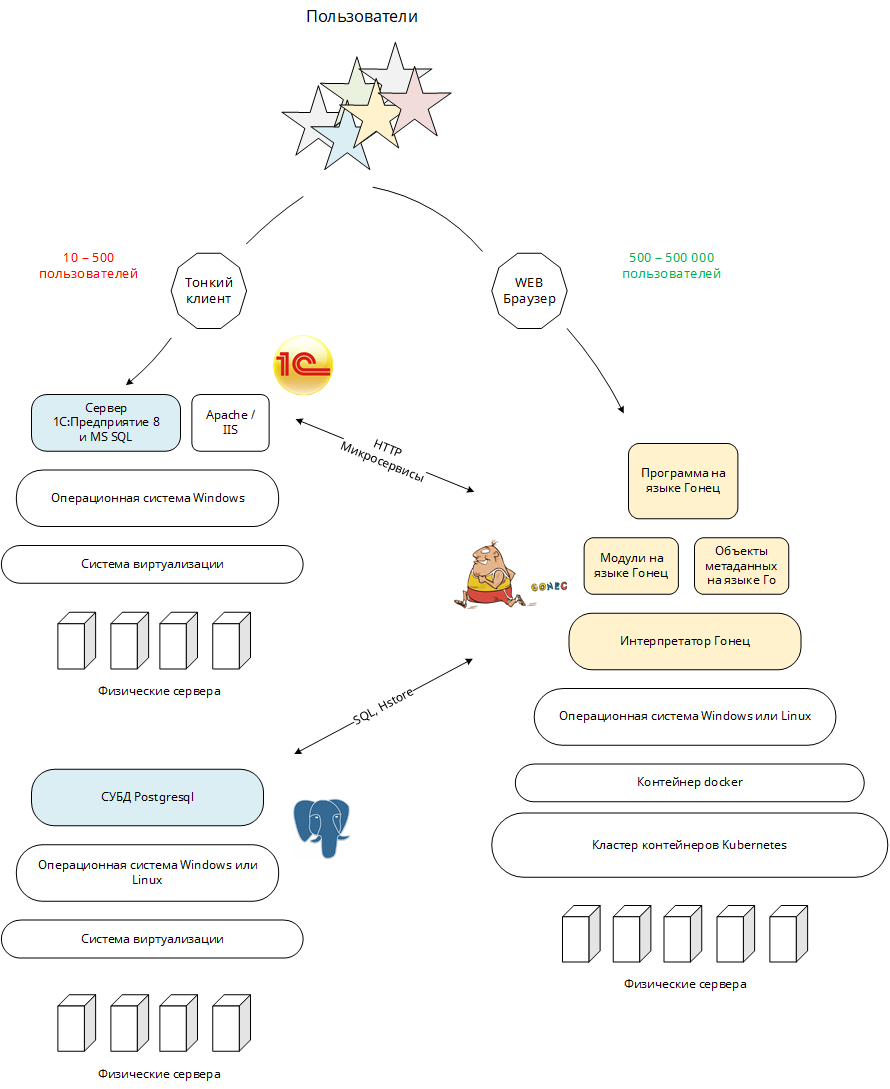 Пользователи
10 – 500
пользователей
Тонкий
клиент
WEB
Браузер
500 – 500 000
пользователей
1С
Сервер
1С:Предприятие 8
и MS SQL
Apache /
IIS
HTTP
Микросервисы
Операционная система Windows
Система виртуализации
Физические сервера
Программа на
языке Гонец
Модули на
языке Гонец
Объекты
метаданных
на языке Го
GONEC
Интерпретатор Гонец
Операционная система Windows или Linux
Контейнер docker
Кластер контейнеров Kubernetes
Физические сервера
SQL, Hstore
СУБД Postgresql
Операционная система Windows или
Linux
Система виртуализации
Физические сервера